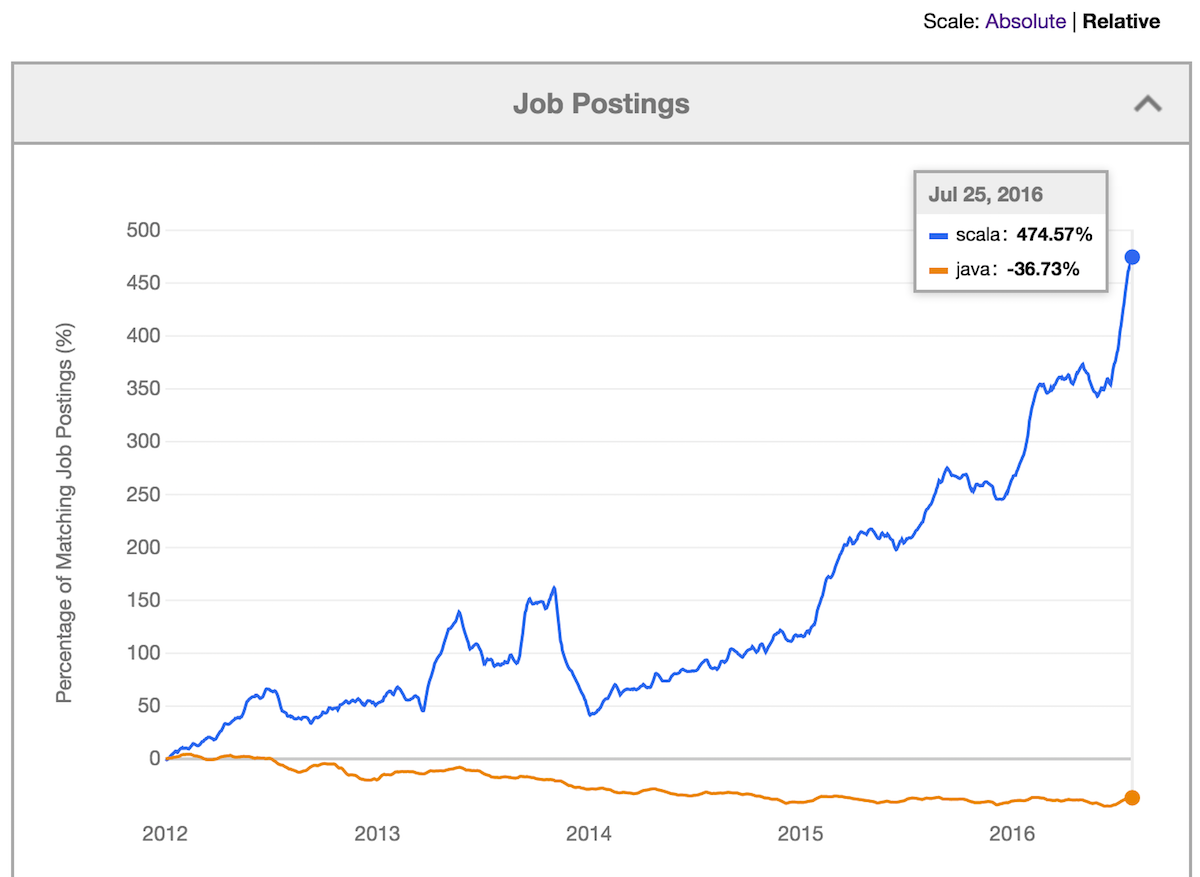 Scale: Absolute | Relative
Job Postings
Jul 25, 2016
scala: 474.57%
java: -36.73%
Percentage of Matching Job Postings (%)
500
450
400
350
300
250
200
150
100
50
0
2012 2013 2014 2015 2016